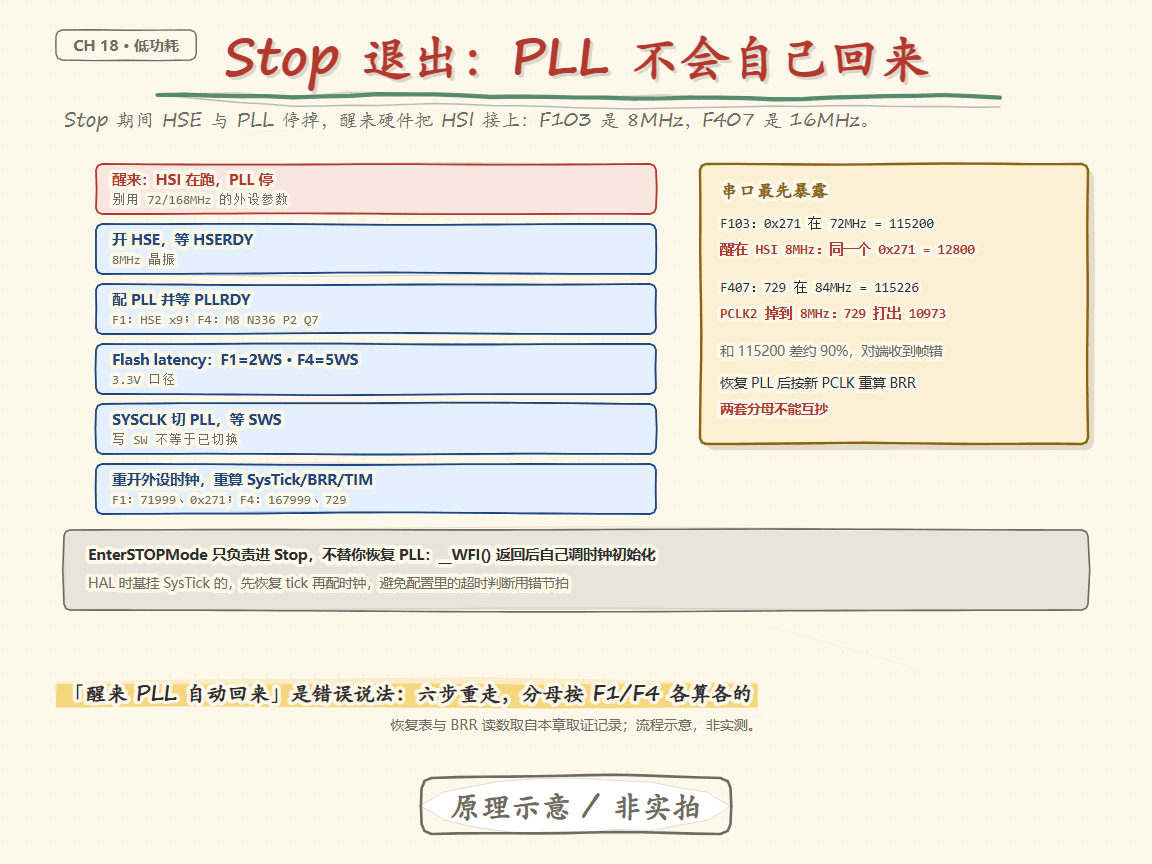 CH 18 • 低功耗
Stop 退出：PLL 不会自己回来
Stop 期间 HSE 与 PLL 停掉，醒来硬件把 HSI 接上：F103 是 8MHz，F407 是 16MHz。
醒来：HSI 在跑，PLL 停
别用 72/168MHz 的外设参数
开 HSE，等 HSERDY
8MHz 晶振
配 PLL 并等 PLLRDY
F1：HSE x9；F4：M8 N336 P2 Q7
Flash latency：F1=2WS • F4=5WS
3.3V 口径
SYSCLK 切 PLL，等 SWS
写 SW 不等于已切换
重开外设时钟，重算 SysTick/BRR/TIM
F1：71999、0x271；F4：167999、729
串口最先暴露
F103：0x271 在 72MHz = 115200
醒在 HSI 8MHz：同一个 0x271 = 12800
F407：729 在 84MHz = 115226
PCLK2 掉到 8MHz：729 打出 10973
和 115200 差约 90%，对端收到帧错
恢复 PLL 后按新 PCLK 重算 BRR
两套分母不能互抄
EnterSTOPMode 只负责进 Stop，不替你恢复 PLL：__WFI() 返回后自己调时钟初始化
HAL 时基挂 SysTick 的，先恢复 tick 再配时钟，避免配置里的超时判断用错节拍
「醒来 PLL 自动回来」是错误说法：六步重走，分母按 F1/F4 各算各的
恢复表与 BRR 读数取自本章取证记录；流程示意，非实测。
原理示意 / 非实拍